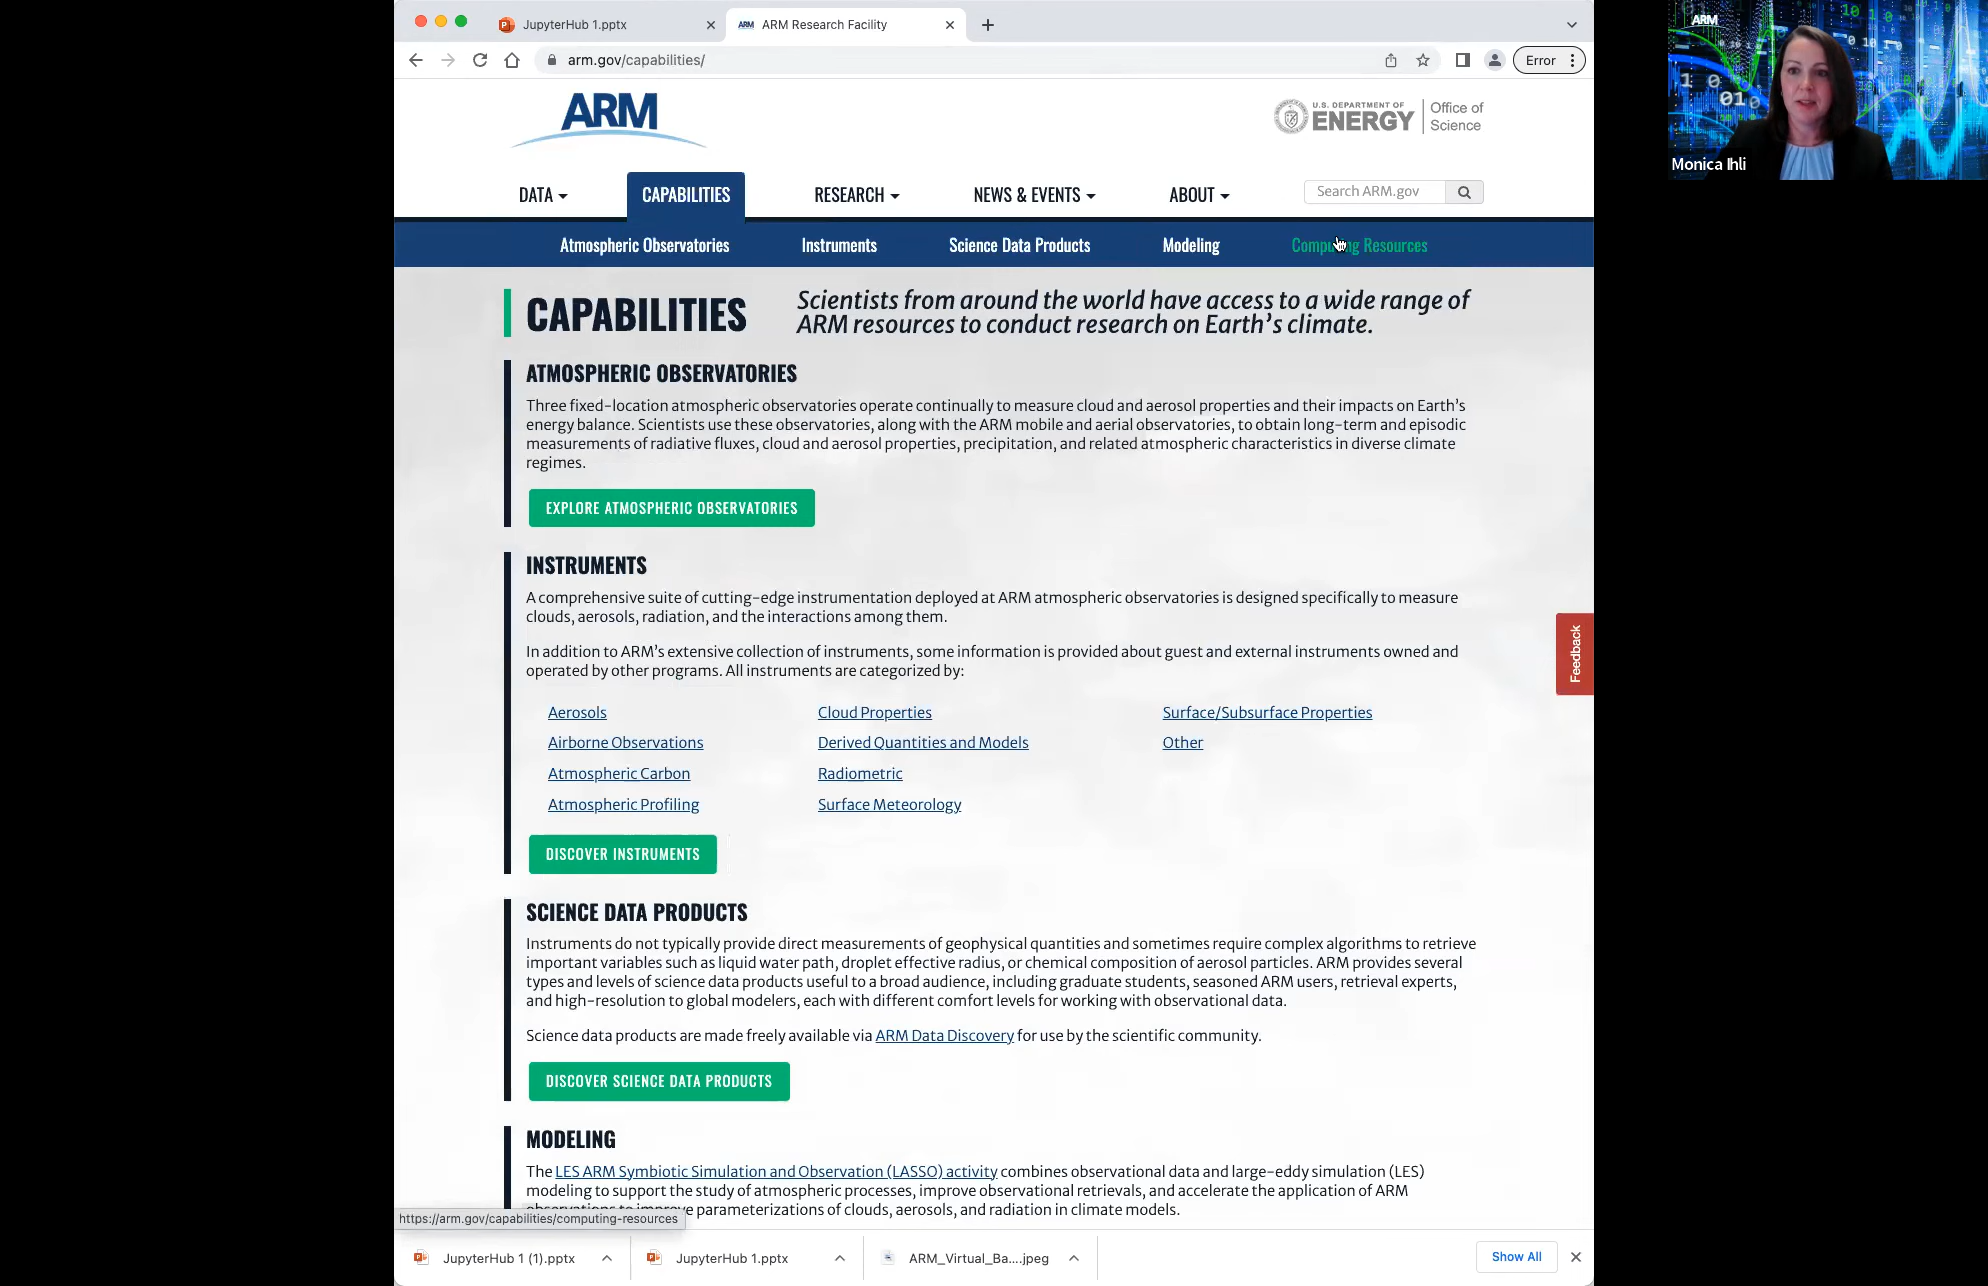 JupyterHub 1.pptx
ARM ARM Research Facility
arm.gov/capabilities/
Error
ARM
U.S. DEPARTMENT OF
ENERGY
Office of
Science
DATA
CAPABILITIES
RESEARCH
NEWS & EVENTS
ABOUT
Search ARM.gov
Atmospheric Observatories
Instruments
Science Data Products
Modeling
Computing Resources
CAPABILITIES
Scientists from around the world have access to a wide range of
ARM resources to conduct research on Earth's climate.
ATMOSPHERIC OBSERVATORIES
Three fixed-location atmospheric observatories operate continually to measure cloud and aerosol properties and their impacts on Earth's
energy balance. Scientists use these observatories, along with the ARM mobile and aerial observatories, to obtain long-term and episodic
measurements of radiative fluxes, cloud and aerosol properties, precipitation, and related atmospheric characteristics in diverse climate
regimes.
EXPLORE ATMOSPHERIC OBSERVATORIES
INSTRUMENTS
A comprehensive suite of cutting-edge instrumentation deployed at ARM atmospheric observatories is designed specifically to measure
clouds, aerosols, radiation, and the interactions among them.
In addition to ARM's extensive collection of instruments, some information is provided about guest and external instruments owned and
operated by other programs. All instruments are categorized by:
Aerosols
Airborne Observations
Atmospheric Carbon
Atmospheric Profiling
Cloud Properties
Derived Quantities and Models
Radiometric
Surface Meteorology
Surface/Subsurface Properties
Other
DISCOVER INSTRUMENTS
SCIENCE DATA PRODUCTS
Instruments do not typically provide direct measurements of geophysical quantities and sometimes require complex algorithms to retrieve
important variables such as liquid water path, droplet effective radius, or chemical composition of aerosol particles. ARM provides several
types and levels of science data products useful to a broad audience, including graduate students, seasoned ARM users, retrieval experts,
and high-resolution to global modelers, each with different comfort levels for working with observational data.
Science data products are made freely available via ARM Data Discovery for use by the scientific community.
DISCOVER SCIENCE DATA PRODUCTS
MODELING
The LES ARM Symbiotic Simulation and Observation (LASSO) activity combines observational data and large-eddy simulation (LES)
modeling to support the study of atmospheric processes, improve observational retrievals, and accelerate the application of ARM
observations to improve parameterizations of clouds, aerosols, and radiation in climate models.
Feedback
https://arm.gov/capabilities/computing-resources
JupyterHub 1 (1).pptx
JupyterHub 1.pptx
ARM_Virtual_Ba....jpeg
Show All
ARM
Monica Ihli